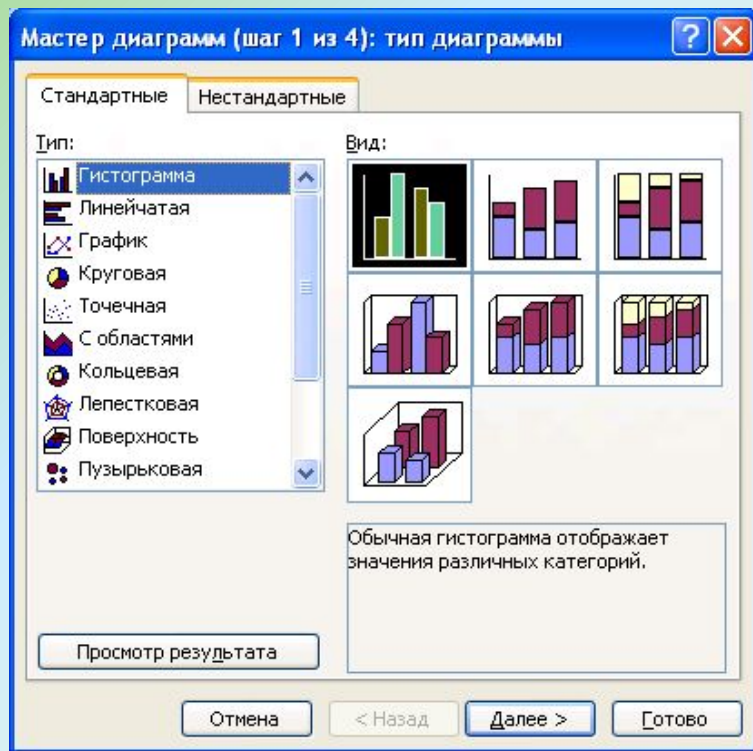 Мастер диаграмм (шаг 1 из 4): тип диаграммы
Стандартные
Нестандартные
Тип:
Гистограмма
Линейчатая
График
Круговая
Точечная
С областями
Кольцевая
Лепестковая
Поверхность
Пузырьковая
Вид:
Обычная гистограмма отображает
значения различных категорий.
Просмотр результата
Отмена
< Назад
Далее >
Готово